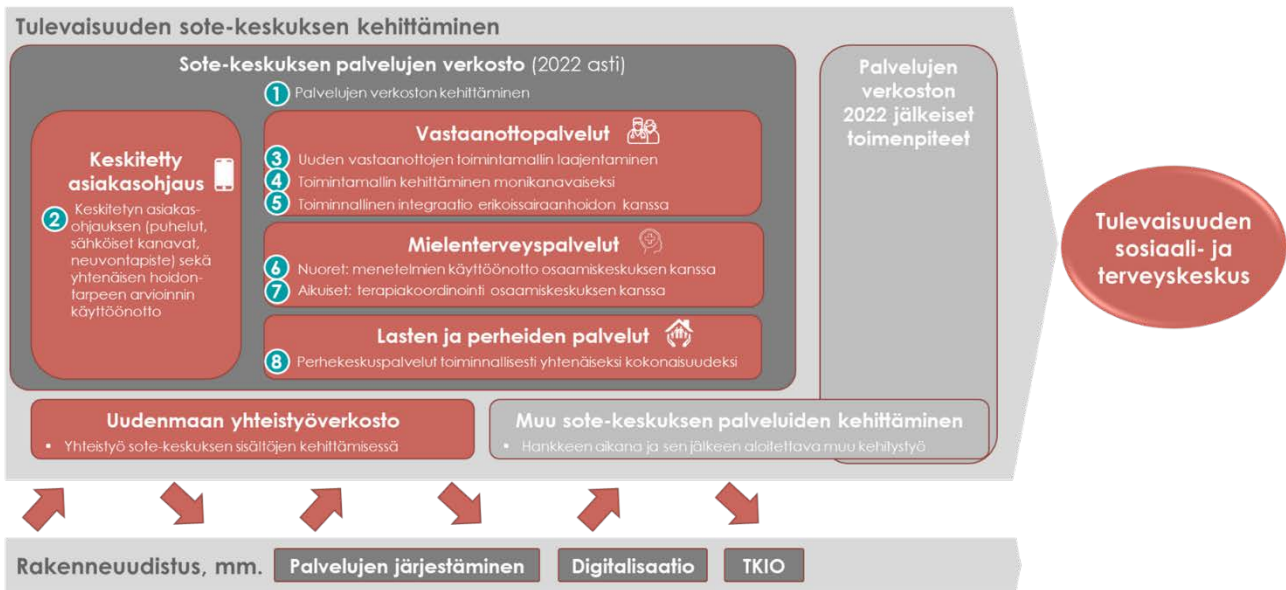 Tulevaisuuden sote-keskuksen kehittäminen
Sote-keskuksen palvelujen verkosto (2022 asti)
1 Palvelujen verkoston kehittäminen
Keskitetty
asiakasohjaus
2 Keskitetyn asiakas-
ohjauksen (puhelut,
sähköiset kanavat,
neuvontapiste) sekä
yhtenäisen hoidon-
tarpeen arvioinnin
käyttöönotto
Vastaanottopalvelut
3 Uuden vastaanottojen toimintamallin laajentaminen
4 Toimintamallin kehittäminen monikanavaiseksi
5 Toiminnallinen integraatio erikoissairaanhoidon kanssa
Mielenterveyspalvelut
6 Nuoret: menetelmien käyttöönotto osaamiskeskuksen kanssa
7 Aikuiset: terapiakoordinointi osaamiskeskuksen kanssa
Lasten ja perheiden palvelut
8 Perhekeskuspalvelut toiminnallisesti yhtenäiseksi kokonaisuudeksi
Palvelujen
verkoston
2022 jälkeiset
toimenpiteet
Uudenmaan yhteistyöverkosto
• Yhteistyö sote-keskuksen sisältöjen kehittämisessä
Muu sote-keskuksen palveluiden kehittäminen
• Hankkeen aikana ja sen jälkeen aloitettava muu kehitystyö
Tulevaisuuden
sosiaali- ja
terveyskeskus
Rakenneuudistus, mm.
Palvelujen järjestäminen
Digitalisaatio
TKIO